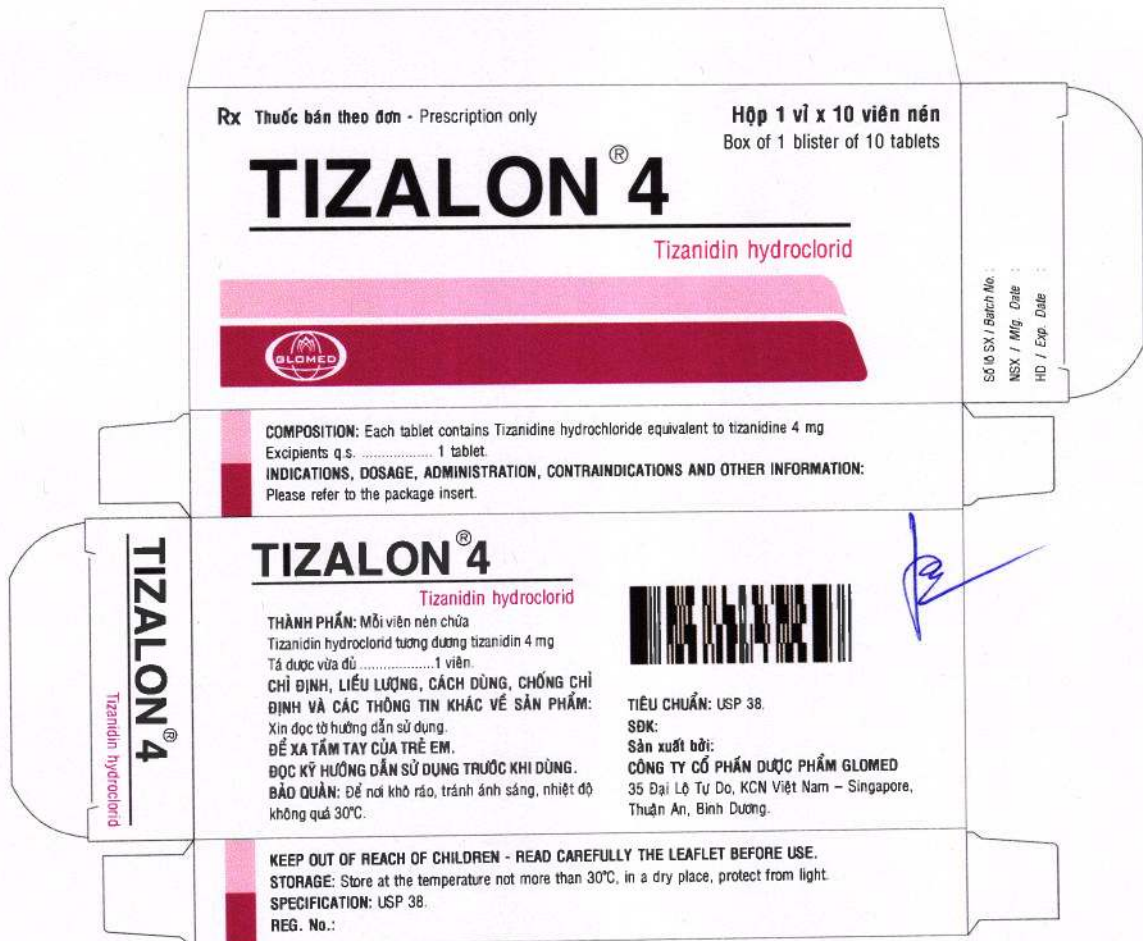 Rx Thuốc bán theo đơn - Prescription only
Hộp 1 vỉ x 10 viên nén
Box of 1 blister of 10 tablets
TIZALON® 4
Tizanidin hydroclorid
GLOMED
Số lô SX / Batch No. :
NSX / Mfg. Date :
HD / Exp. Date :
COMPOSITION: Each tablet contains Tizanidine hydrochloride equivalent to tizanidine 4 mg
Excipients q.s. .................. 1 tablet.
INDICATIONS, DOSAGE, ADMINISTRATION, CONTRAINDICATIONS AND OTHER INFORMATION:
Please refer to the package insert.
TIZALON® 4
Tizanidin hydroclorid
TIZALON® 4
Tizanidin hydroclorid
THÀNH PHẦN: Mỗi viên nén chứa
Tizanidin hydroclorid tương đương tizanidin 4 mg
Tá dược vừa đủ ...................1 viên.
CHỈ ĐỊNH, LIỀU LƯỢNG, CÁCH DÙNG, CHỐNG CHỈ
ĐỊNH VÀ CÁC THÔNG TIN KHÁC VỀ SẢN PHẨM:
Xin đọc tờ hướng dẫn sử dụng.
ĐỂ XA TẦM TAY CỦA TRẺ EM.
ĐỌC KỸ HƯỚNG DẪN SỬ DỤNG TRƯỚC KHI DÙNG.
BẢO QUẢN: Để nơi khô ráo, tránh ánh sáng, nhiệt độ
không quá 30°C.
TIÊU CHUẨN: USP 38.
SĐK:
Sản xuất bởi:
CÔNG TY CỔ PHẦN DƯỢC PHẨM GLOMED
35 Đại Lộ Tự Do, KCN Việt Nam – Singapore,
Thuận An, Bình Dương.
KEEP OUT OF REACH OF CHILDREN - READ CAREFULLY THE LEAFLET BEFORE USE.
STORAGE: Store at the temperature not more than 30°C, in a dry place, protect from light.
SPECIFICATION: USP 38.
REG. No.: